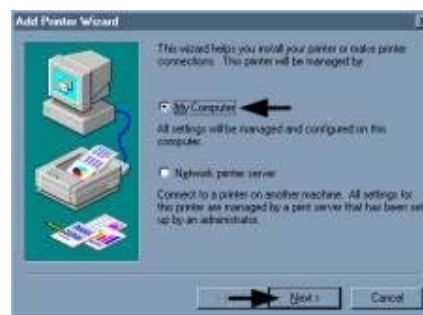 Add Printer Wizard
This wizard helps you install your printer or make printer
connections. This printer will be managed by:
My Computer
All settings will be managed and configured on this
computer.
Network printer server
Connect to a printer on another machine. All settings for
this printer are managed by a print server that has been set
up by an administrator.
Next >
Cancel